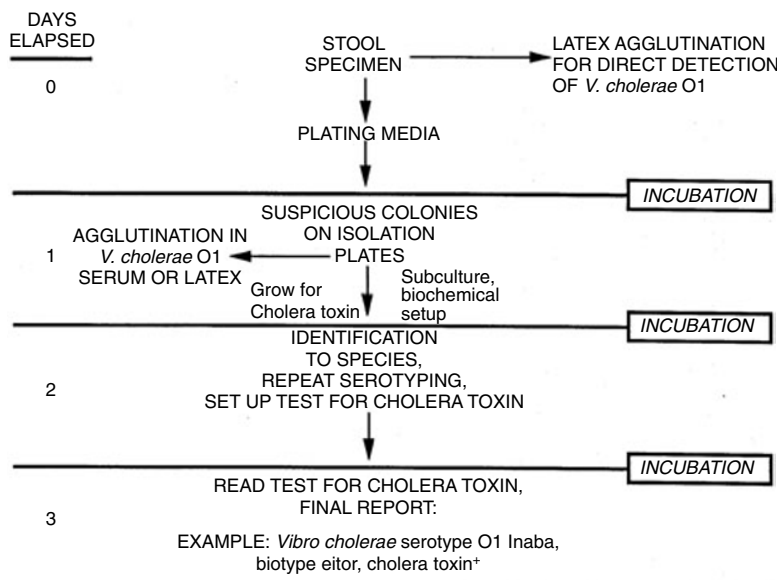 DAYS
ELAPSED
0
STOOL
SPECIMEN
LATEX AGGLUTINATION
FOR DIRECT DETECTION
OF V. cholerae O1
PLATING MEDIA
INCUBATION
1
SUSPICIOUS COLONIES
ON ISOLATION
PLATES
AGGLUTINATION IN
V. cholerae O1
SERUM OR LATEX
Grow for
Cholera toxin
Subculture,
biochemical
setup
INCUBATION
2
IDENTIFICATION
TO SPECIES,
REPEAT SEROTYPING,
SET UP TEST FOR CHOLERA TOXIN
INCUBATION
3
READ TEST FOR CHOLERA TOXIN,
FINAL REPORT:
EXAMPLE: Vibro cholerae serotype O1 Inaba,
biotype eitor, cholera toxin+